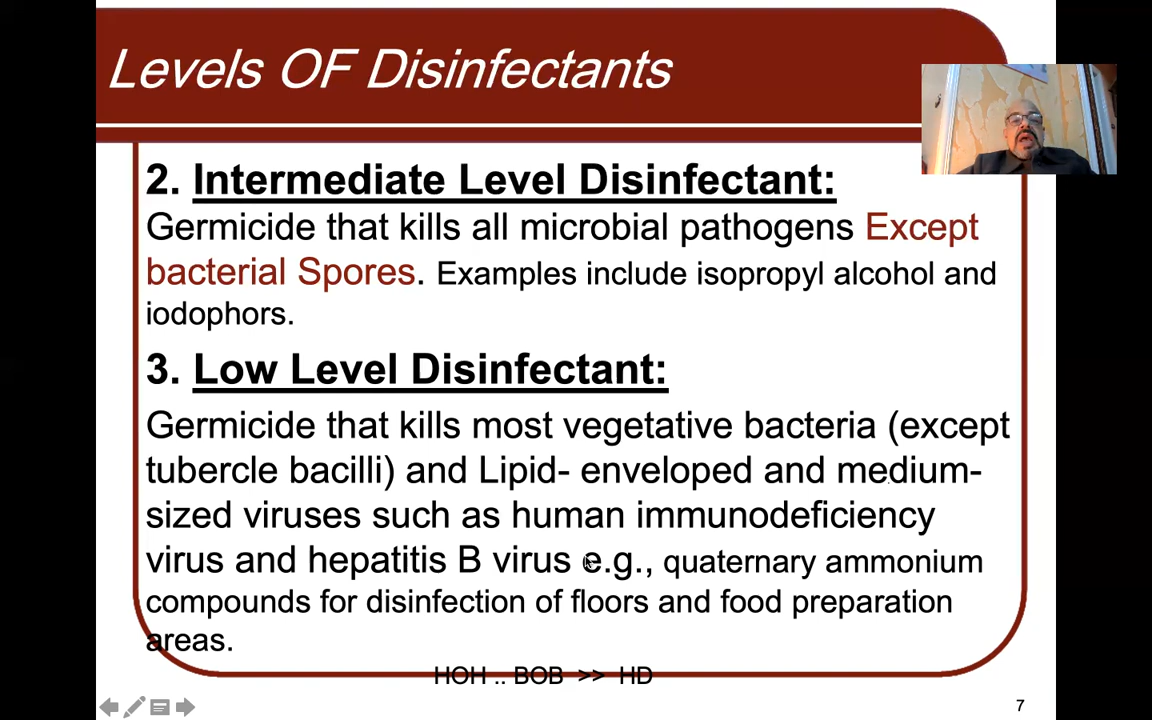 Levels OF Disinfectants
2. Intermediate Level Disinfectant:
Germicide that kills all microbial pathogens Except
bacterial Spores. Examples include isopropyl alcohol and
iodophors.
3. Low Level Disinfectant:
Germicide that kills most vegetative bacteria (except
tubercle bacilli) and Lipid- enveloped and medium-
sized viruses such as human immunodeficiency
virus and hepatitis B virus e.g., quaternary ammonium
compounds for disinfection of floors and food preparation
areas.
HOH .. BOB >> HD
7